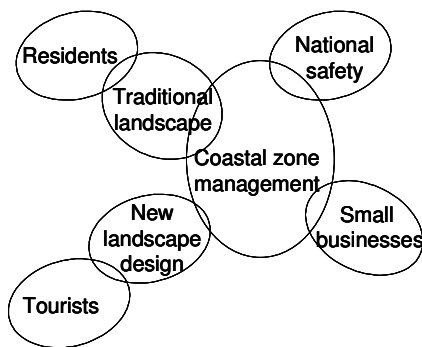 Residents
National
safety
Traditional
landscape
Coastal zone
management
New
landscape
design
Small
businesses
Tourists